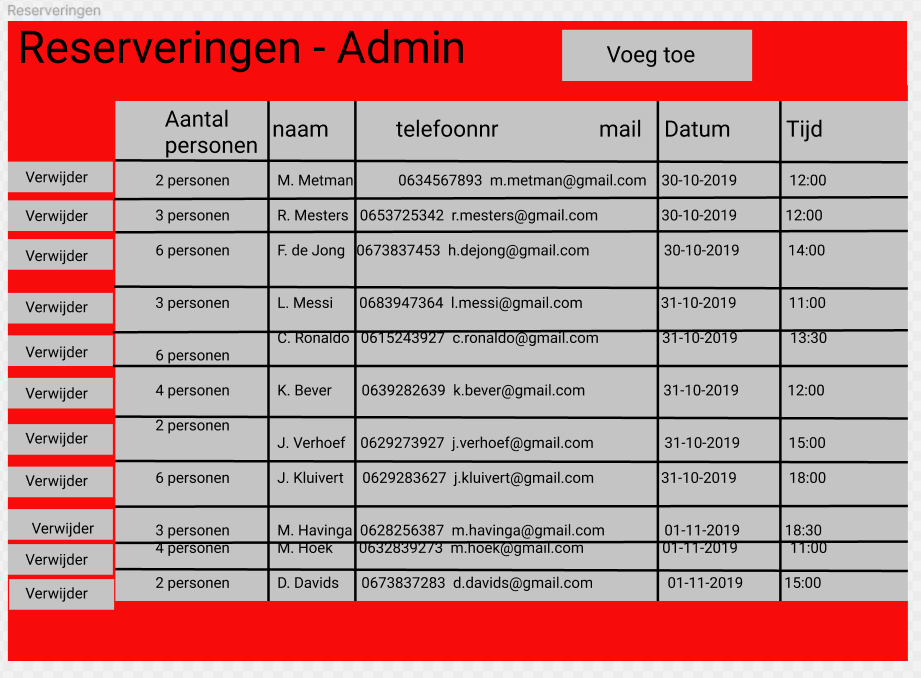 Reserveringen
Reserveringen - Admin
Voeg toe
Aantal personen naam telefoonnr mail Datum Tijd
Verwijder 2 personen M. Metman 0634567893 m.metman@gmail.com 30-10-2019 12:00
Verwijder 3 personen R. Mesters 0653725342 r.mesters@gmail.com 30-10-2019 12:00
Verwijder 6 personen F. de Jong 0673837453 h.dejong@gmail.com 30-10-2019 14:00
Verwijder 3 personen L. Messi 0683947364 l.messi@gmail.com 31-10-2019 11:00
Verwijder 6 personen C. Ronaldo 0615243927 c.ronaldo@gmail.com 31-10-2019 13:30
Verwijder 4 personen K. Bever 0639282639 k.bever@gmail.com 31-10-2019 12:00
Verwijder 2 personen J. Verhoef 0629273927 j.verhoef@gmail.com 31-10-2019 15:00
Verwijder 6 personen J. Kluivert 0629283627 j.kluivert@gmail.com 31-10-2019 18:00
Verwijder 3 personen M. Havinga 0628256387 m.havinga@gmail.com 01-11-2019 18:30
Verwijder 4 personen M. Hoek 0632839273 m.hoek@gmail.com 01-11-2019 11:00
Verwijder 2 personen D. Davids 0673837283 d.davids@gmail.com 01-11-2019 15:00